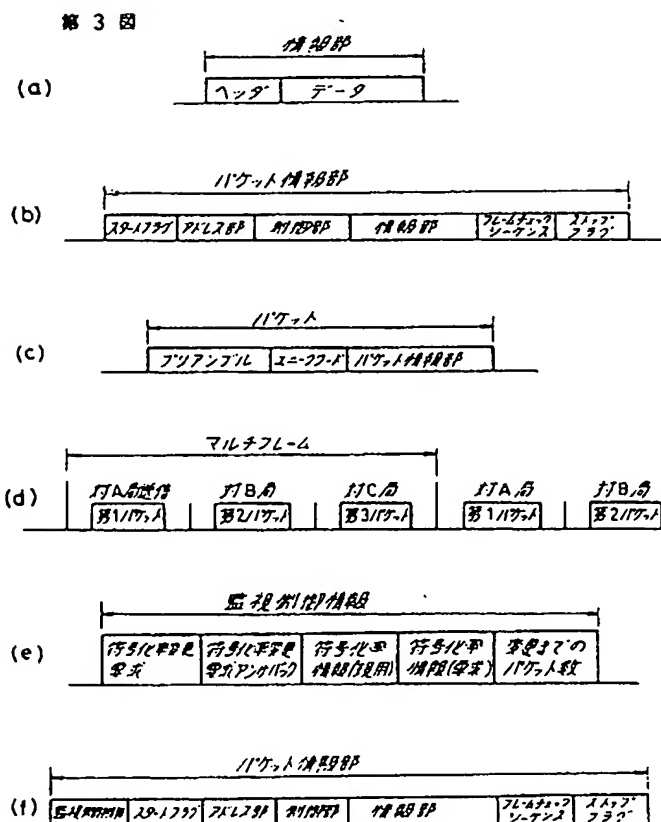 第3図
情報部
(a)
ヘッダ データ
パケット情報部
(b)
スタートフラグ アドレス部 制御部 情報部 フレームチェックシーケンス ストップフラグ
パケット
(c)
プリアンブル ユニークワード パケット情報部
マルチフレーム
(d)
対A局送信 対B局 対C局 対A局 対B局
第1パケット 第2パケット 第3パケット 第1パケット 第2パケット
監視制御情報
(e)
符号化率変更要求 符号化率変更要求アンサバック 符号化率情報(現用) 符号化率情報(要求) 変更までのパケット数
パケット情報部
(f)
監視制御情報 スタートフラグ アドレス部 制御部 情報部 フレームチェックシーケンス ストップフラグ